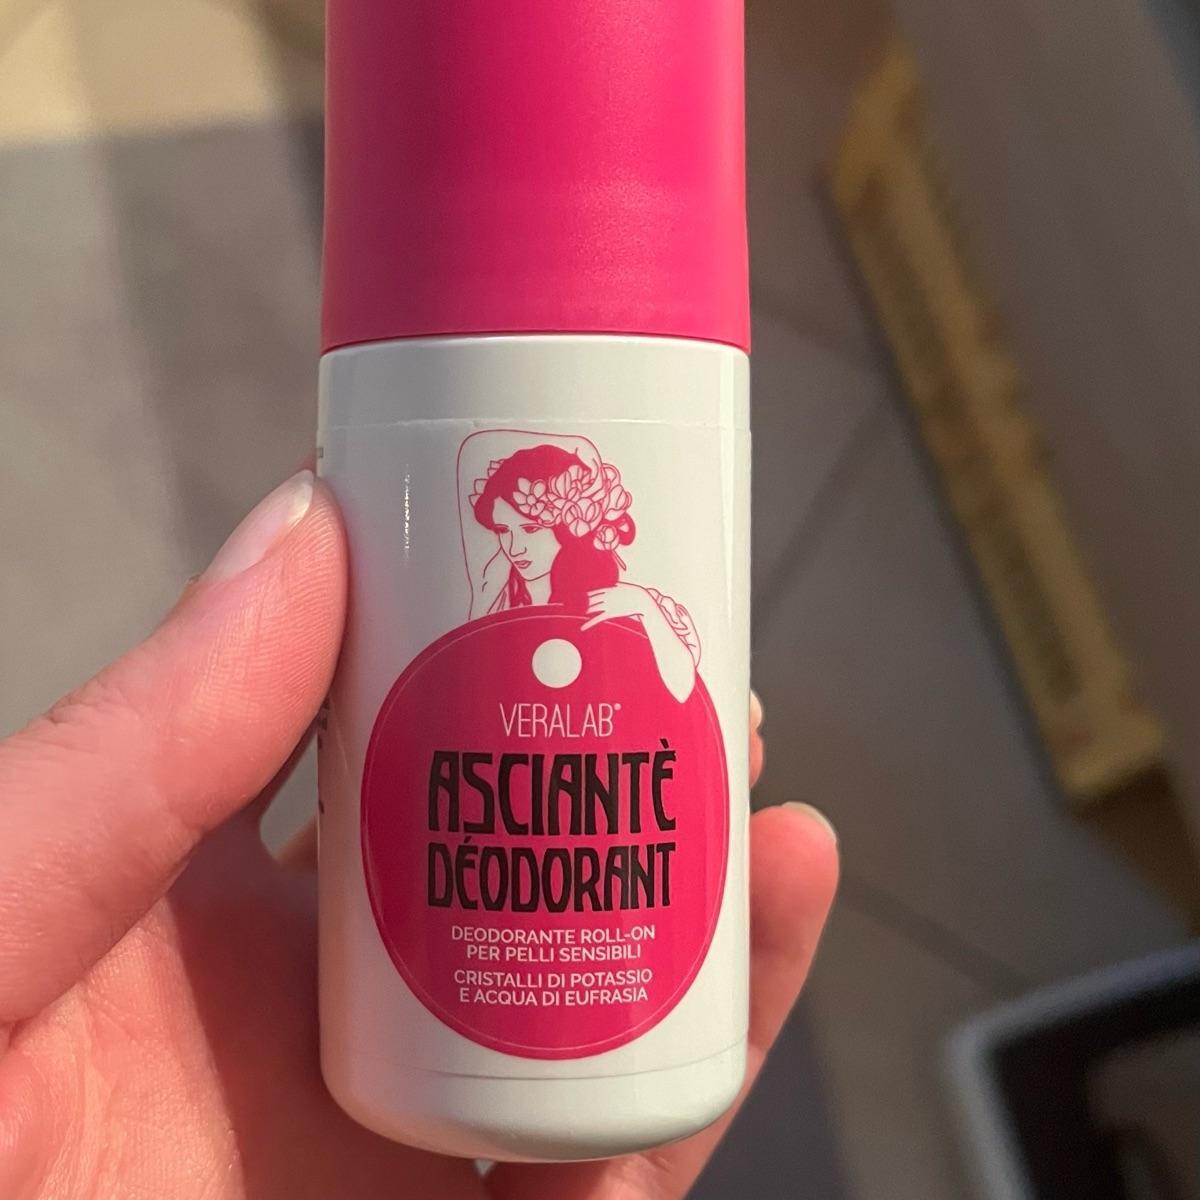 VERALAB®
ASCIANTÈ
DÉODORANT
DEODORANTE ROLL-ON
PER PELLI SENSIBILI
CRISTALLI DI POTASSIO
E ACQUA DI EUFRASIA